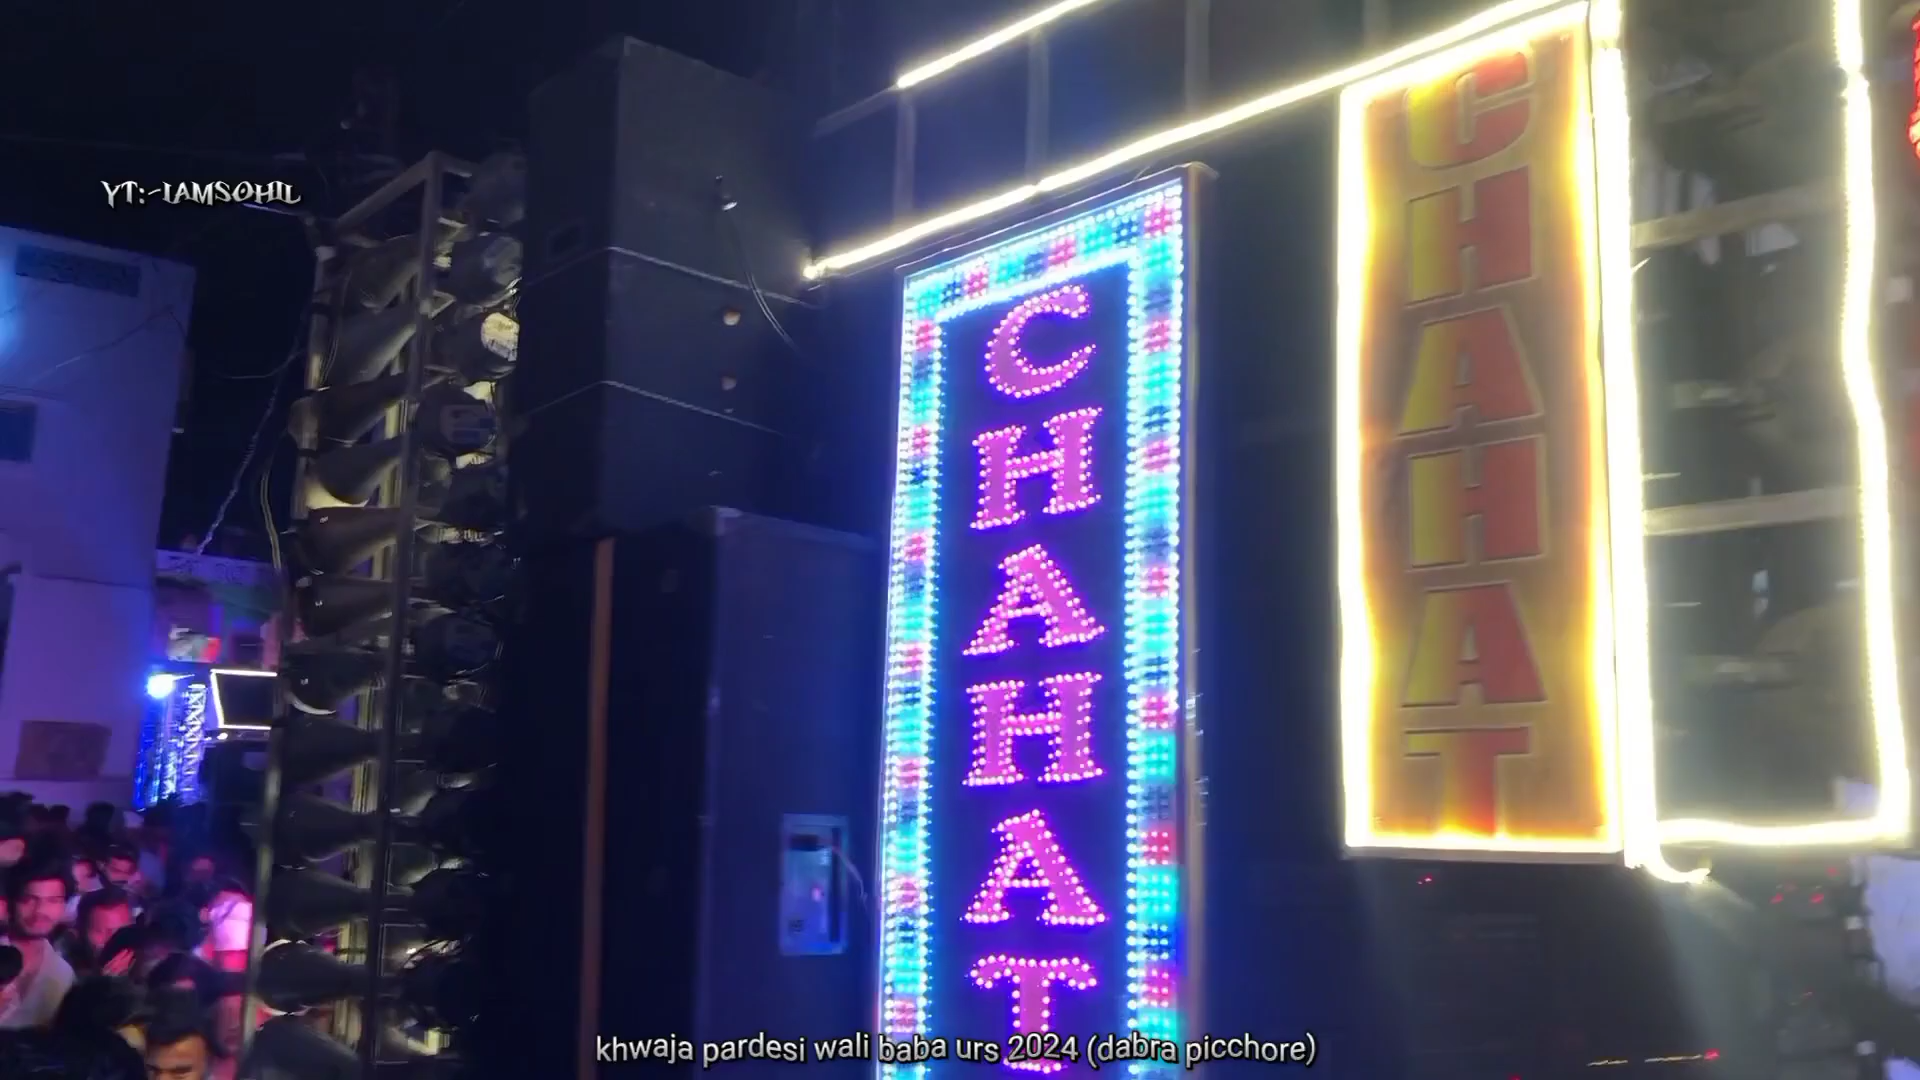 YT:-IAMSOHIL
CHAHAT
CHAHAT
khwaja pardesi wali baba urs 2024 (dabra picchore)